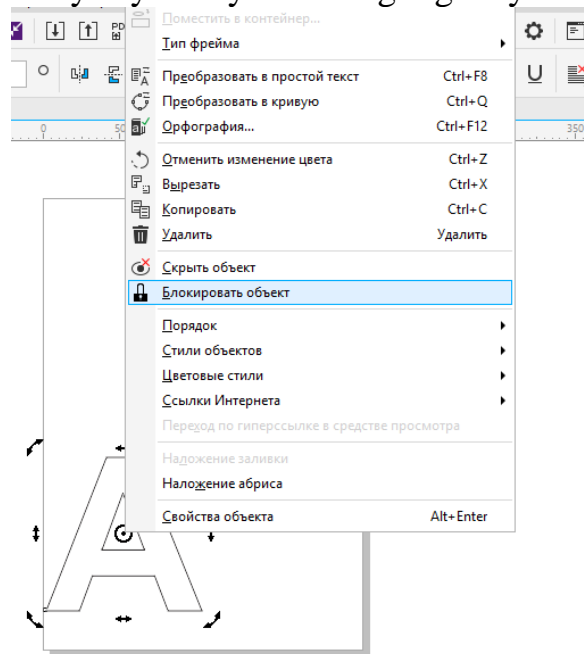 Поместить в контейнер...
Тип фрейма
Преобразовать в простой текст Ctrl+F8
Преобразовать в кривую Ctrl+Q
Орфография... Ctrl+F12
0 50 350
Отменить изменение цвета Ctrl+Z
Вырезать Ctrl+X
Копировать Ctrl+C
Удалить Удалить
Скрыть объект
Блокировать объект
Порядок
Стили объектов
Цветовые стили
Ссылки Интернета
Переход по гиперссылке в средстве просмотра
Наложение заливки
Наложение абриса
Свойства объекта Alt+Enter
A